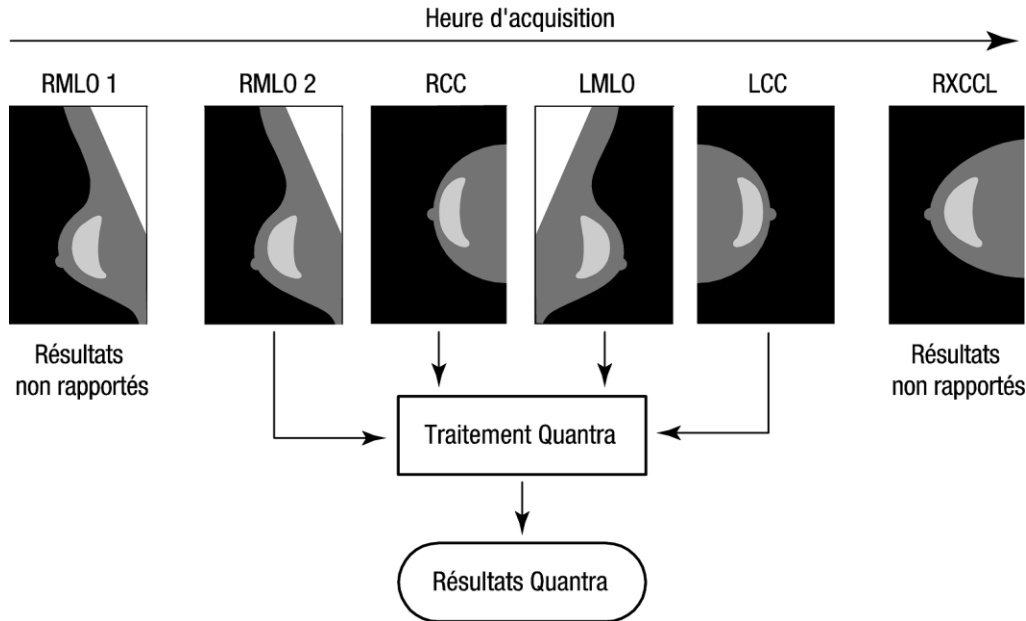 Heure d'acquisition
RMLO 1
RMLO 2
RCC
LMLO
LCC
RXCCL
Résultats
non rapportés
Résultats
non rapportés
Traitement Quantra
Résultats Quantra